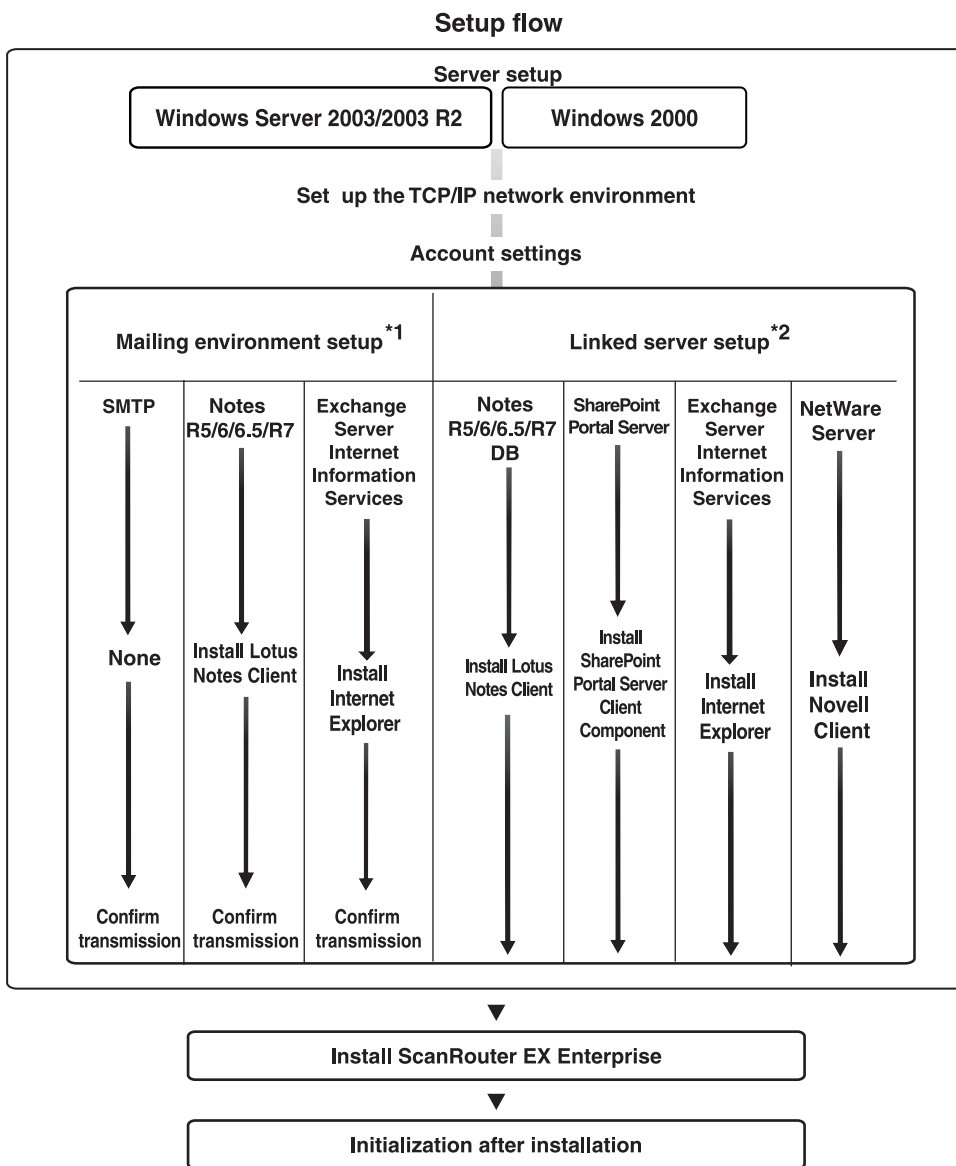 Setup flow
Server setup
Windows Server 2003/2003 R2
Windows 2000
Set up the TCP/IP network environment
Account settings
Mailing environment setup*1
Linked server setup*2
SMTP
None
Confirm
transmission
Notes
R5/6/6.5/R7
Install Lotus
Notes Client
Confirm
transmission
Exchange
Server
Internet
Information
Services
Install
Internet
Explorer
Confirm
transmission
Notes
R5/6/6.5/R7
DB
Install Lotus
Notes Client
SharePoint
Portal Server
Install
SharePoint
Portal Server
Client
Component
Exchange
Server
Internet
Information
Services
Install
Internet
Explorer
NetWare
Server
Install
Novell
Client
Install ScanRouter EX Enterprise
Initialization after installation